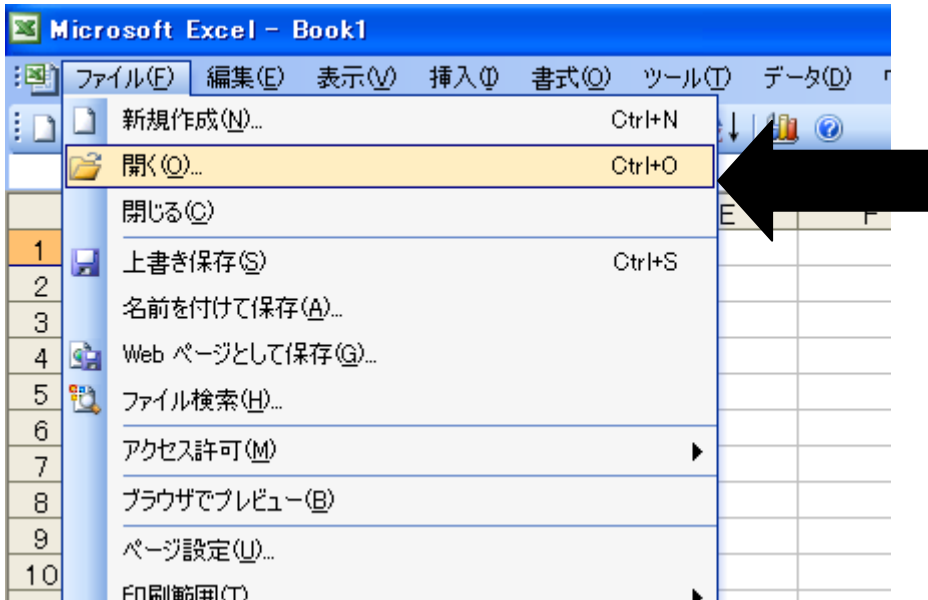 Microsoft Excel - Book1
ファイル(F) 編集(E) 表示(V) 挿入(I) 書式(O) ツール(T) データ(D)
新規作成(N)... Ctrl+N
開く(O)... Ctrl+O
閉じる(C)
E F
1
上書き保存(S) Ctrl+S
2
名前を付けて保存(A)...
3
4 Web ページとして保存(G)...
5 ファイル検索(H)...
6
アクセス許可(M)
7
8 ブラウザでプレビュー(B)
9
ページ設定(U)...
10
印刷範囲(T)